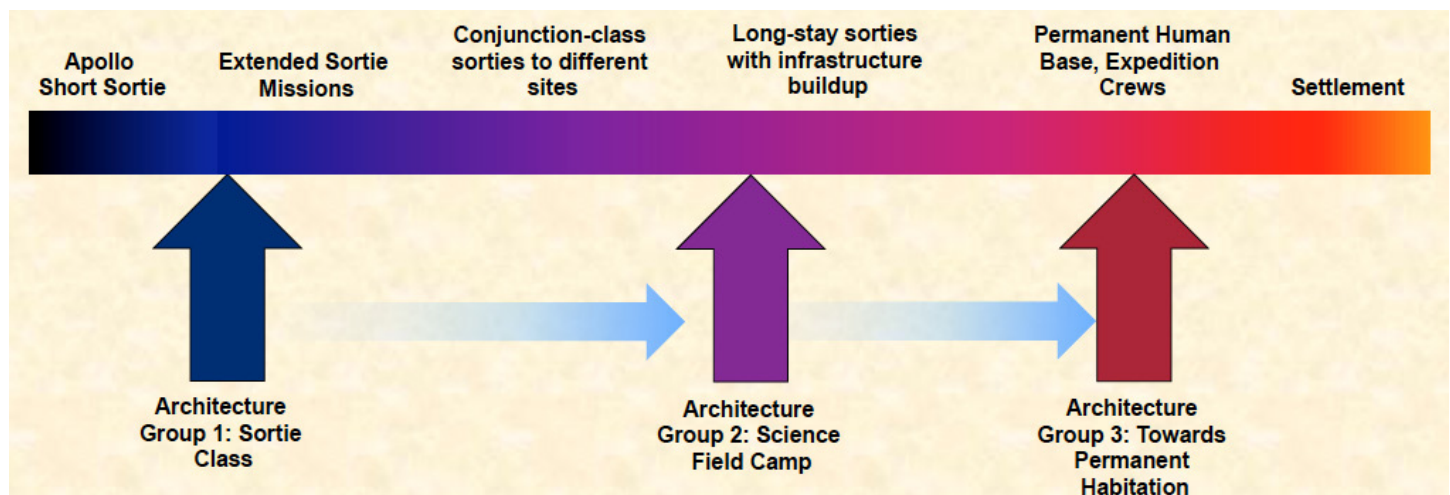 Apollo
Short Sortie
Extended Sortie
Missions
Conjunction-class
sorties to different
sites
Long-stay sorties
with infrastructure
buildup
Permanent Human
Base, Expedition
Crews
Settlement
Architecture
Group 1: Sortie
Class
Architecture
Group 2: Science
Field Camp
Architecture
Group 3: Towards
Permanent
Habitation